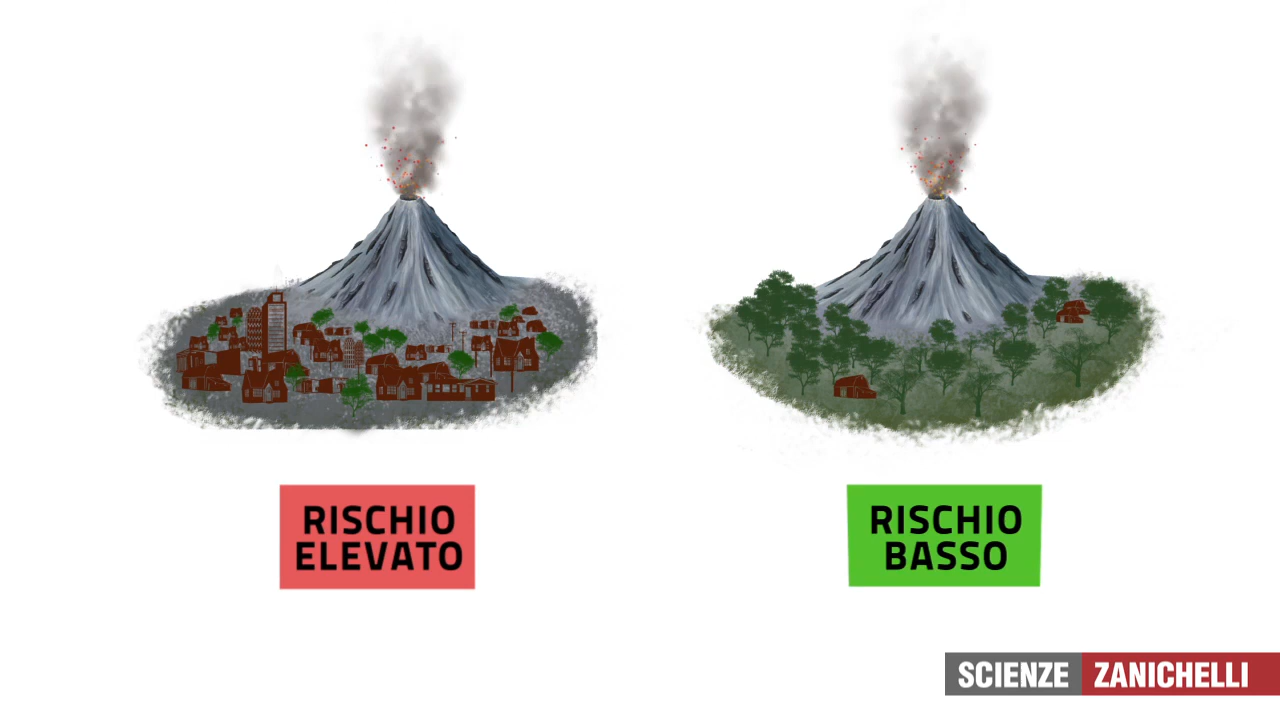 RISCHIO
ELEVATO
RISCHIO
BASSO
SCIENZE ZANICHELLI